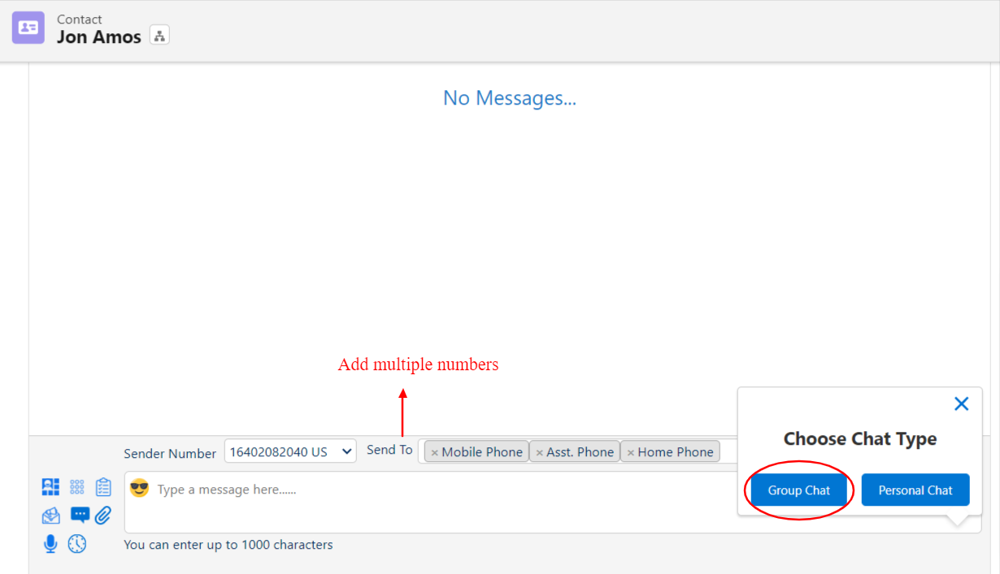 Contact
Jon Amos
No Messages...
Add multiple numbers
Choose Chat Type
Sender Number 16402082040 US Send To × Mobile Phone × Asst. Phone × Home Phone
Group Chat Personal Chat
Type a message here......
You can enter up to 1000 characters